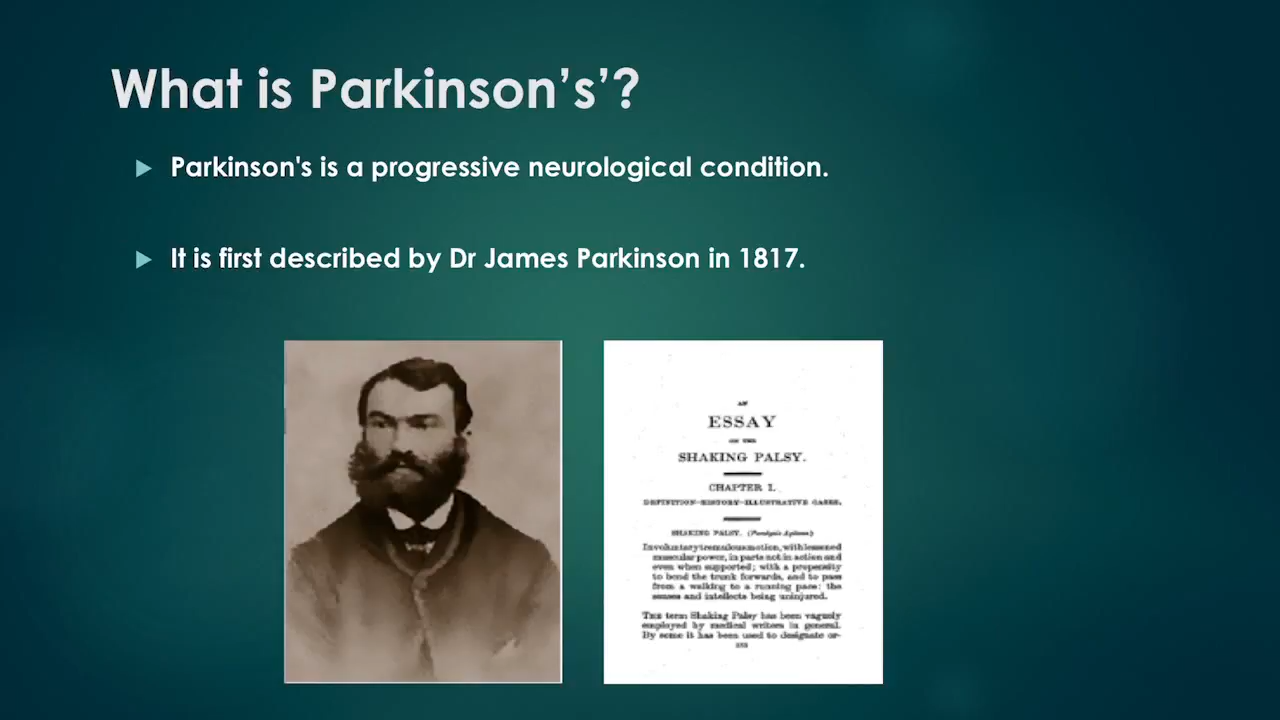 What is Parkinson’s’?
Parkinson's is a progressive neurological condition.
It is first described by Dr James Parkinson in 1817.
AN
ESSAY
ON THE
SHAKING PALSY.
CHAPTER I.
DEFINITION—HISTORY—ILLUSTRATIVE CASES.
SHAKING PALSY. (Paralysis Agitans)
Involuntary tremulous motion, with lessened
muscular power, in parts not in action and
even when supported; with a propensity
to bend the trunk forwards, and to pass
from a walking to a running pace: the
senses and intellects being uninjured.
THE term Shaking Palsy has been vaguely
employed by medical writers in general.
By some it has been used to designate or-